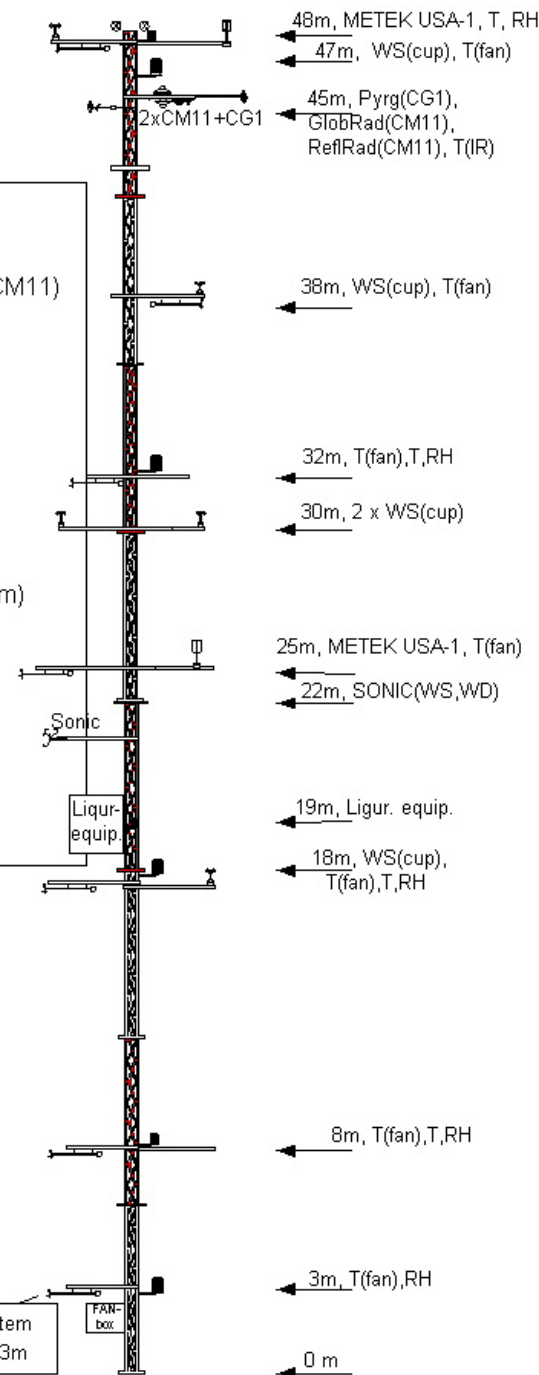 48m, METEK USA-1, T, RH
47m, WS(cup), T(fan)
45m, Pyrg(CG1),
GlobRad(CM11),
ReflRad(CM11), T(IR)
2xCM11+CG1
CM11)
38m, WS(cup), T(fan)
32m, T(fan),T,RH
30m, 2 x WS(cup)
m)
25m, METEK USA-1, T(fan)
22m, SONIC(WS,WD)
Sonic
Liqur-
equip.
19m, Ligur. equip.
18m, WS(cup),
T(fan),T,RH
8m, T(fan),T,RH
3m, T(fan),RH
FAN-
box
tem
3m
0 m